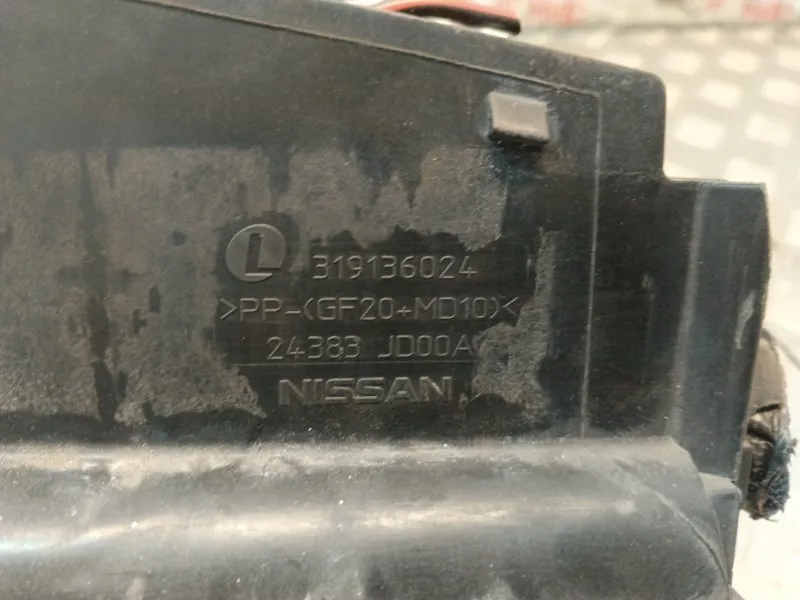 L 319136024
>PP-(GF20+MD10)<
24383 JD00A
NISSAN